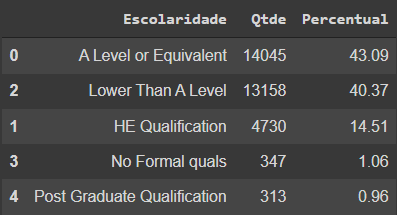 Escolaridade Qtde Percentual
0 A Level or Equivalent 14045 43.09
2 Lower Than A Level 13158 40.37
1 HE Qualification 4730 14.51
3 No Formal quals 347 1.06
4 Post Graduate Qualification 313 0.96